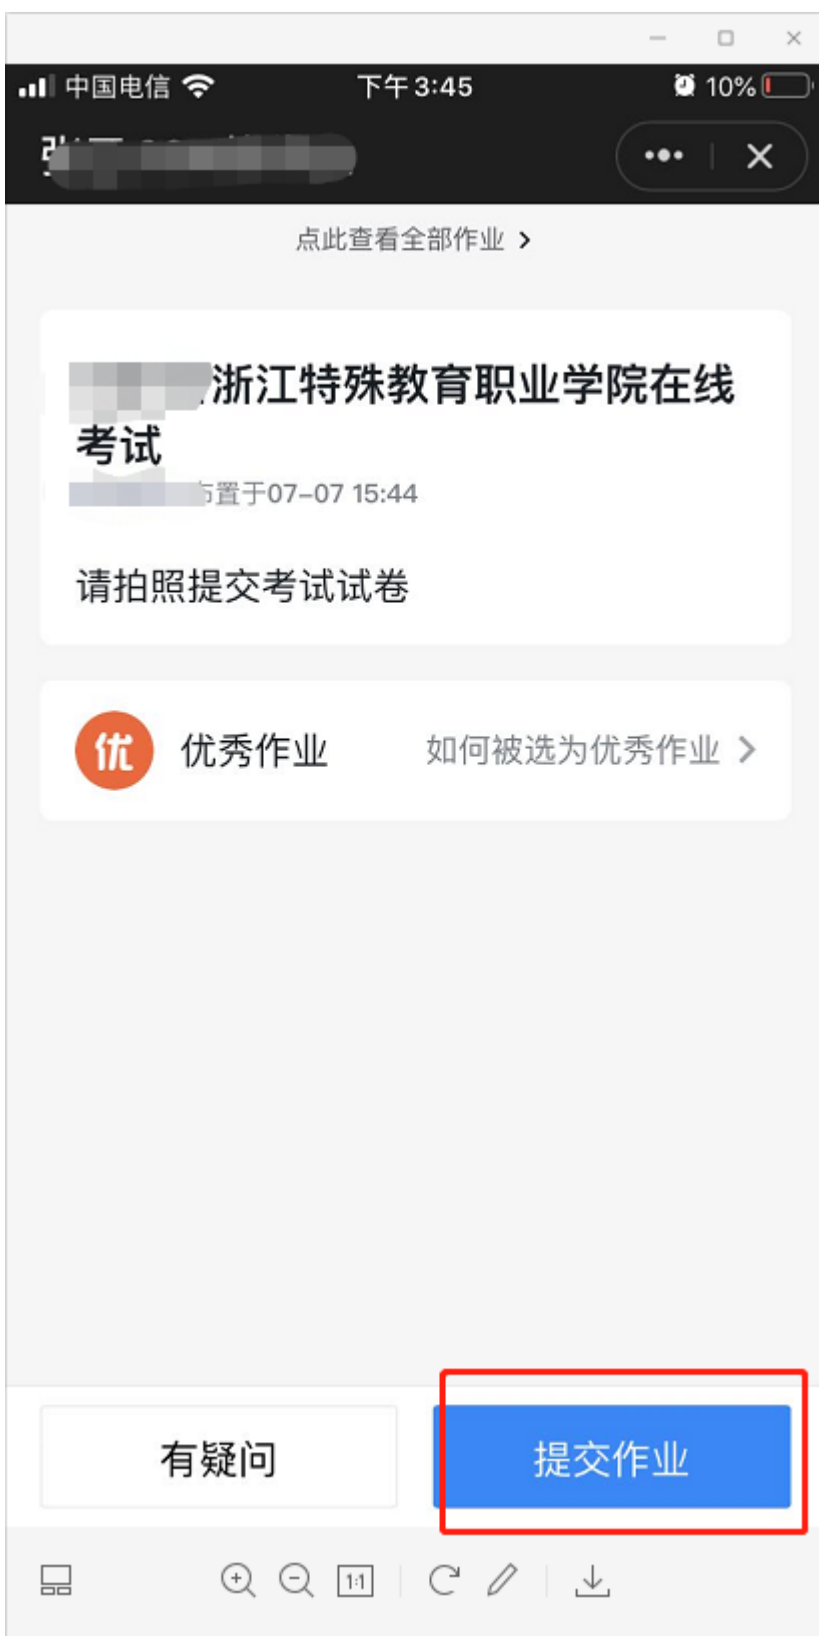 中国电信 下午3:45 10%
点此查看全部作业
浙江特殊教育职业学院在线
考试
布置于07-07 15:44
请拍照提交考试试卷
优 优秀作业 如何被选为优秀作业
有疑问 提交作业
1:1